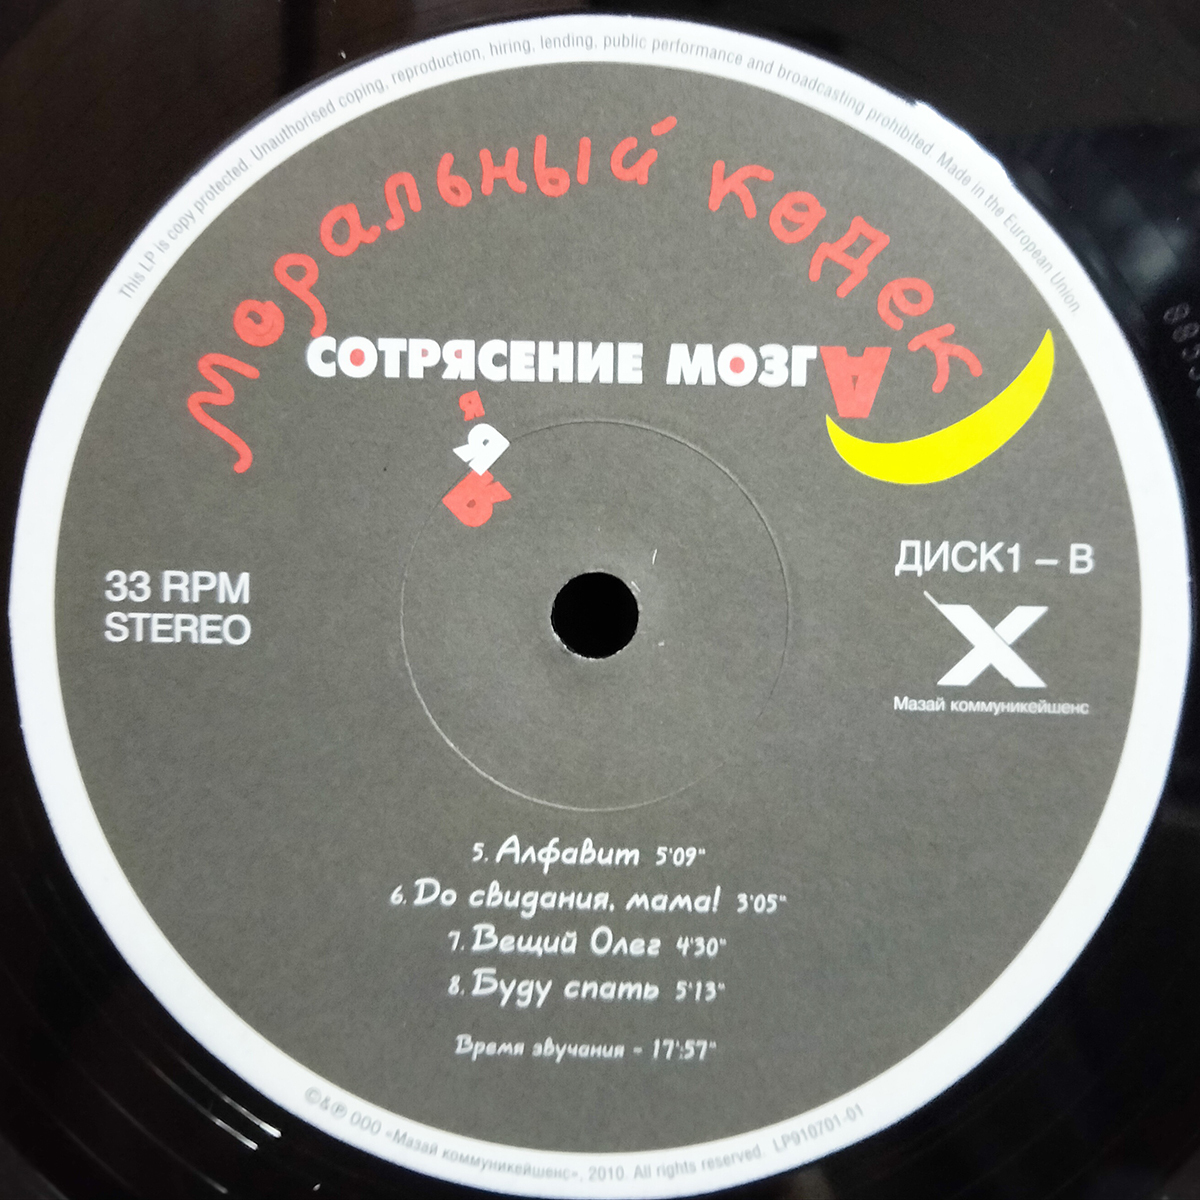 This LP is copy protected. Unauthorised coping, reproduction, hiring, lending, public performance and broadcasting prohibited. Made in the European Union.
моральный кодек
СОТРЯСЕНИЕ МОЗГА
я
Я
Я
33 RPM
STEREO
ДИСК1 – В
X
Мазай коммуникейшенс
5. Алфавит 5'09"
6. До свидания, мама! 3'05"
7. Вещий Олег 4'30"
8. Буду спать 5'13"
Время звучания - 17':57"
©&℗ ООО «Мазай коммуникейшенс», 2010. All rights reserved. LP910701-01